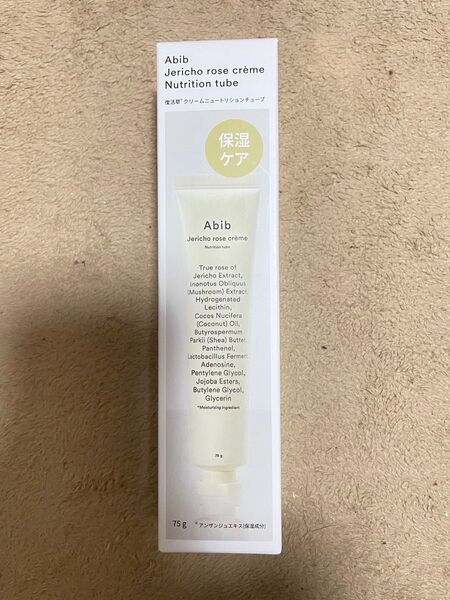 Abib
Jericho rose crème
Nutrition tube
復活草*クリームニュートリションチューブ
保湿
ケア
Abib
Jericho rose crème
Nutrition tube
True rose of
Jericho Extract,
Inonotus Obliquus
(Mushroom) Extract,
Hydrogenated
Lecithin,
Cocos Nucifera
(Coconut) Oil,
Butyrospermum
Parkii (Shea) Butter,
Panthenol,
Lactobacillus Ferment,
Adenosine,
Pentylene Glycol,
Jojoba Esters,
Butylene Glycol,
Glycerin
*Moisturizing Ingredient
75 g
75 g
*アンザンジュエキス(保湿成分)